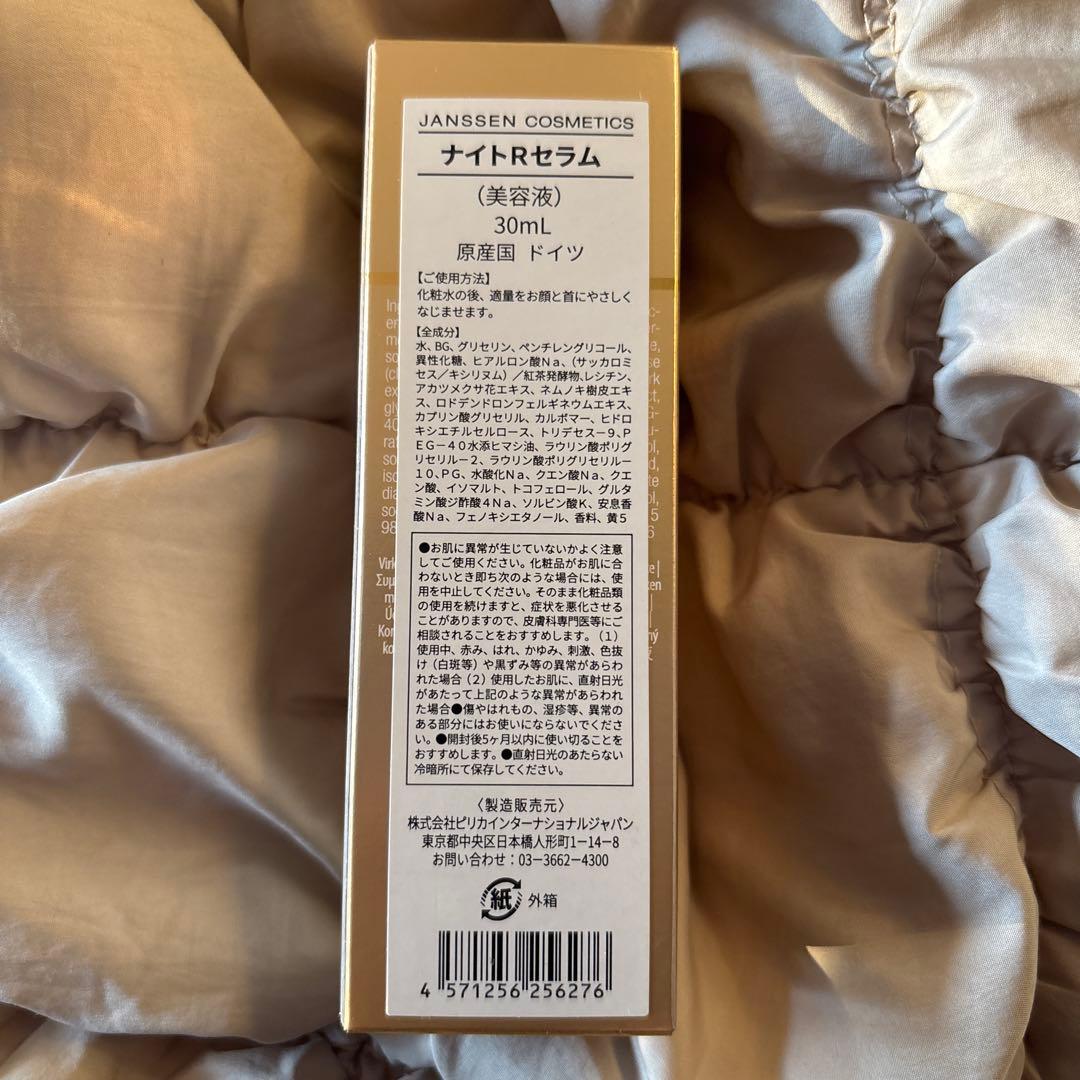 JANSSEN COSMETICS
ナイトRセラム
（美容液）
30mL
原産国 ドイツ
【ご使用方法】
化粧水の後、適量をお顔と首にやさしく
なじませます。
【全成分】
水、BG、グリセリン、ペンチレングリコール、
異性化糖、ヒアルロン酸Ｎａ、（サッカロミ
セス／キシリヌム）／紅茶発酵物、レシチン、
アカツメクサ花エキス、ネムノキ樹皮エキ
ス、ロドデンドロンフェルギネウムエキス、
カプリン酸グリセリル、カルボマー、ヒドロ
キシエチルセルロース、トリデセス－９、Ｐ
ＥＧ－４０水添ヒマシ油、ラウリン酸ポリグ
リセリル－２、ラウリン酸ポリグリセリル－
１０、ＰＧ、水酸化Ｎａ、クエン酸Ｎａ、クエ
ン酸、イソマルト、トコフェロール、グルタ
ミン酸ジ酢酸４Ｎａ、ソルビン酸Ｋ、安息香
酸Ｎａ、フェノキシエタノール、香料、黄５
●お肌に異常が生じていないかよく注意
してご使用ください。化粧品がお肌に合
わないとき即ち次のような場合には、使
用を中止してください。そのまま化粧品類
の使用を続けますと、症状を悪化させる
ことがありますので、皮膚科専門医等にご
相談されることをおすすめします。（１）
使用中、赤み、はれ、かゆみ、刺激、色抜
け（白斑等）や黒ずみ等の異常があらわ
れた場合（２）使用したお肌に、直射日光
があたって上記のような異常があらわれ
た場合●傷やはれもの、湿疹等、異常の
ある部分にはお使いにならないでくださ
い。●開封後5ヶ月以内に使い切ることを
おすすめします。●直射日光のあたらない
冷暗所にて保存してください。
〈製造販売元〉
株式会社ピリカインターナショナルジャパン
東京都中央区日本橋人形町1－14－8
お問い合わせ：03－3662－4300
紙 外箱
4 571256 256276